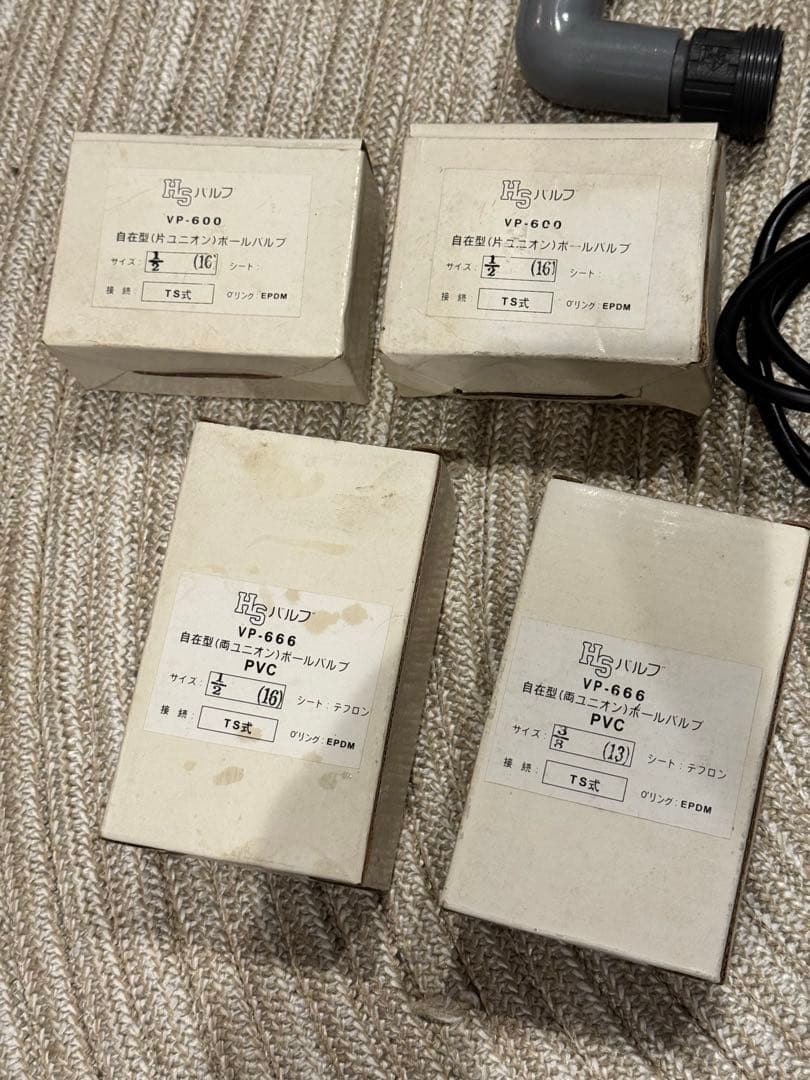 HSバルブ
VP-600
自在型(片ユニオン)ボールバルブ
サイズ: 1/2 (16) シート:
接続: TS式 O'リング: EPDM
HSバルブ
VP-600
自在型(片ユニオン)ボールバルブ
サイズ: 1/2 (16) シート:
接続: TS式 O'リング: EPDM
HSバルブ
VP-666
自在型(両ユニオン)ボールバルブ
PVC
サイズ: 1/2 (16) シート: テフロン
接続: TS式 O'リング: EPDM
HSバルブ
VP-666
自在型(両ユニオン)ボールバルブ
PVC
サイズ: 3/8 (13) シート: テフロン
接続: TS式 O'リング: EPDM